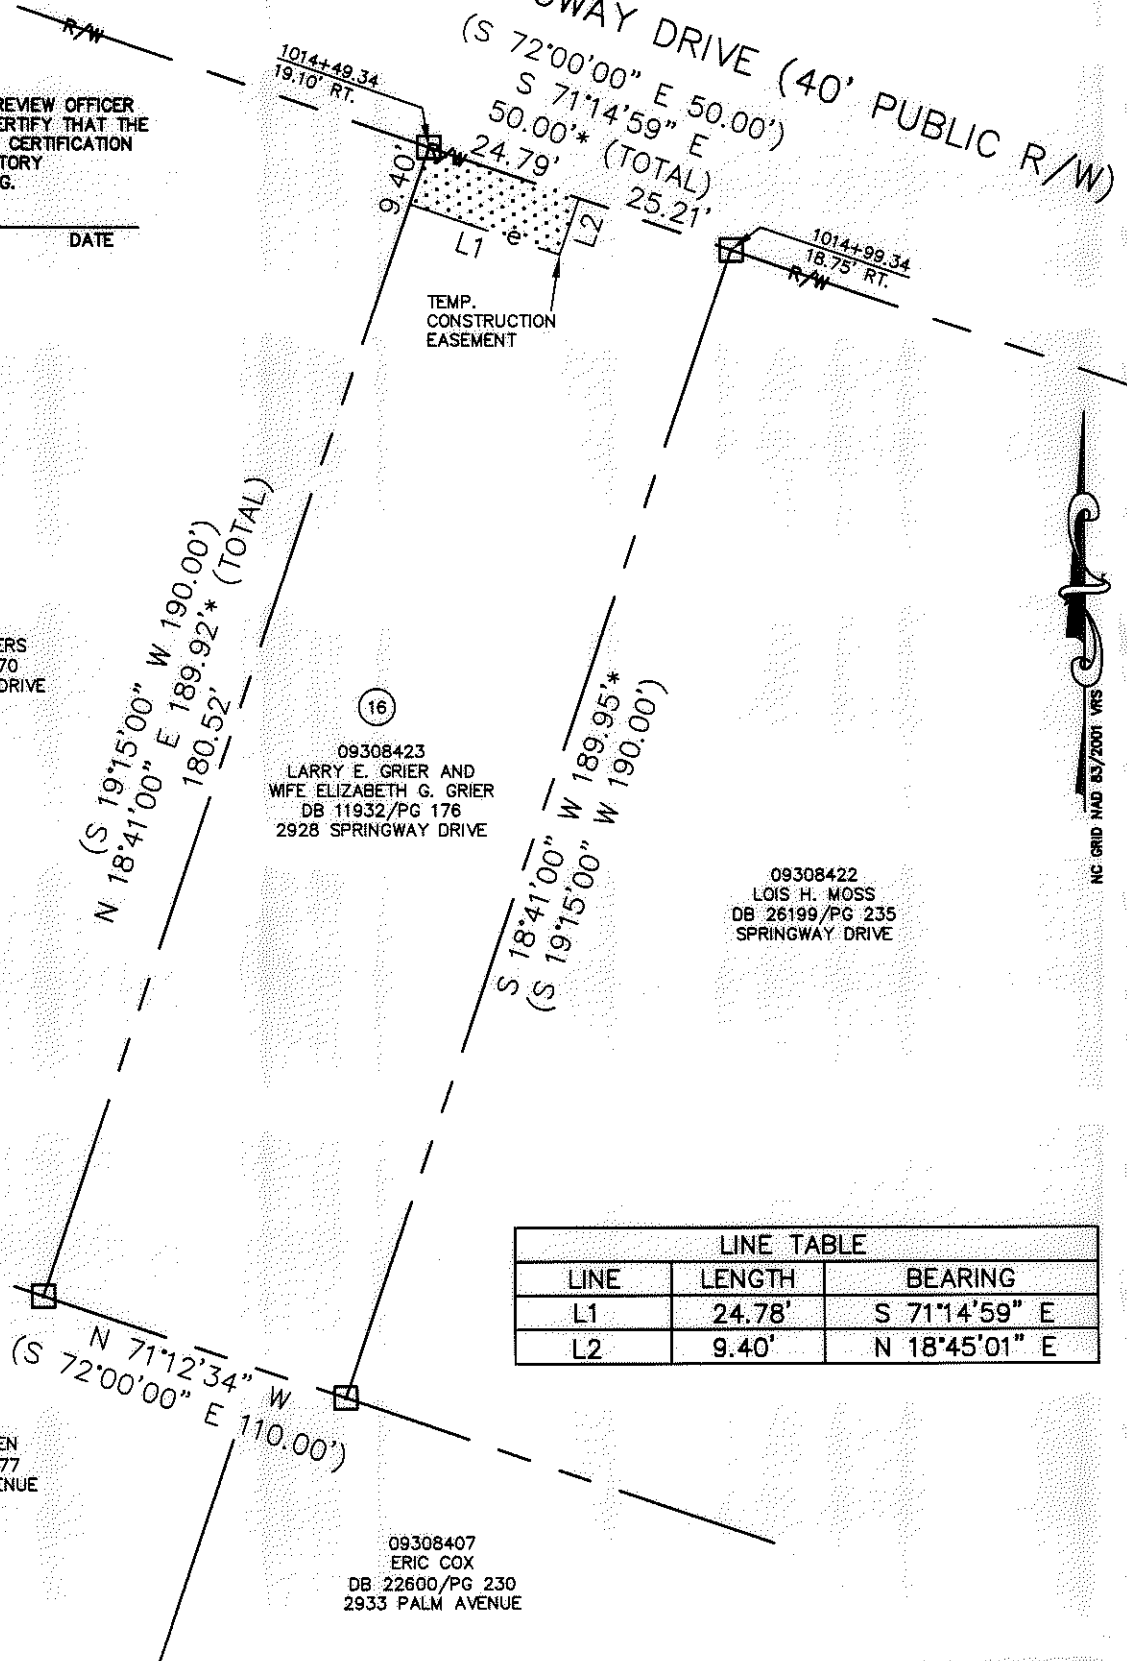 R/W
DRIVE (40' PUBLIC R/W)
(S 72°00'00" E 50.00')
S 71°14'59" E
50.00'* (TOTAL)
24.79'
25.21'
1014+49.34
19.10' RT.
REVIEW OFFICER
CERTIFY THAT THE
CERTIFICATION
DATE
R/W
9.40'
L1
e
L2
TEMP.
CONSTRUCTION
EASEMENT
1014+99.34
18.75' RT.
R/W
(S 19°15'00" W 190.00')
N 18°41'00" E 189.92'* (TOTAL)
180.52'
ERS
70
DRIVE
16
09308423
LARRY E. GRIER AND
WIFE ELIZABETH G. GRIER
DB 11932/PG 176
2928 SPRINGWAY DRIVE
S 18°41'00" W 189.95'*
(S 19°15'00" W 190.00')
09308422
LOIS H. MOSS
DB 26199/PG 235
SPRINGWAY DRIVE
NC GRID NAD 83/2001 VRS
LINE TABLE
LINE LENGTH BEARING
L1 24.78' S 71°14'59" E
L2 9.40' N 18°45'01" E
N 71°12'34" W
(S 72°00'00" E 110.00')
EN
77
ENUE
09308407
ERIC COX
DB 22600/PG 230
2933 PALM AVENUE